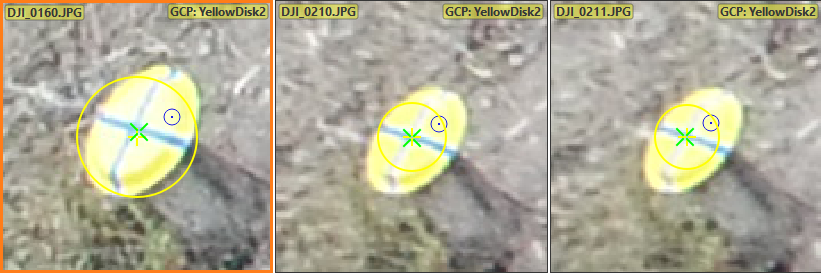 DJI_0160.JPG GCP: YellowDisk2
DJI_0210.JPG GCP: YellowDisk2
DJI_0211.JPG GCP: YellowDisk2